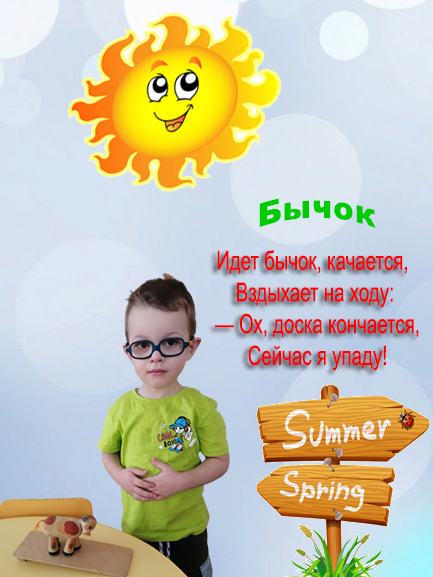 Бычок
Идет бычок, качается,
Вздыхает на ходу:
— Ох, доска кончается,
Сейчас я упаду!
Summer
Spring